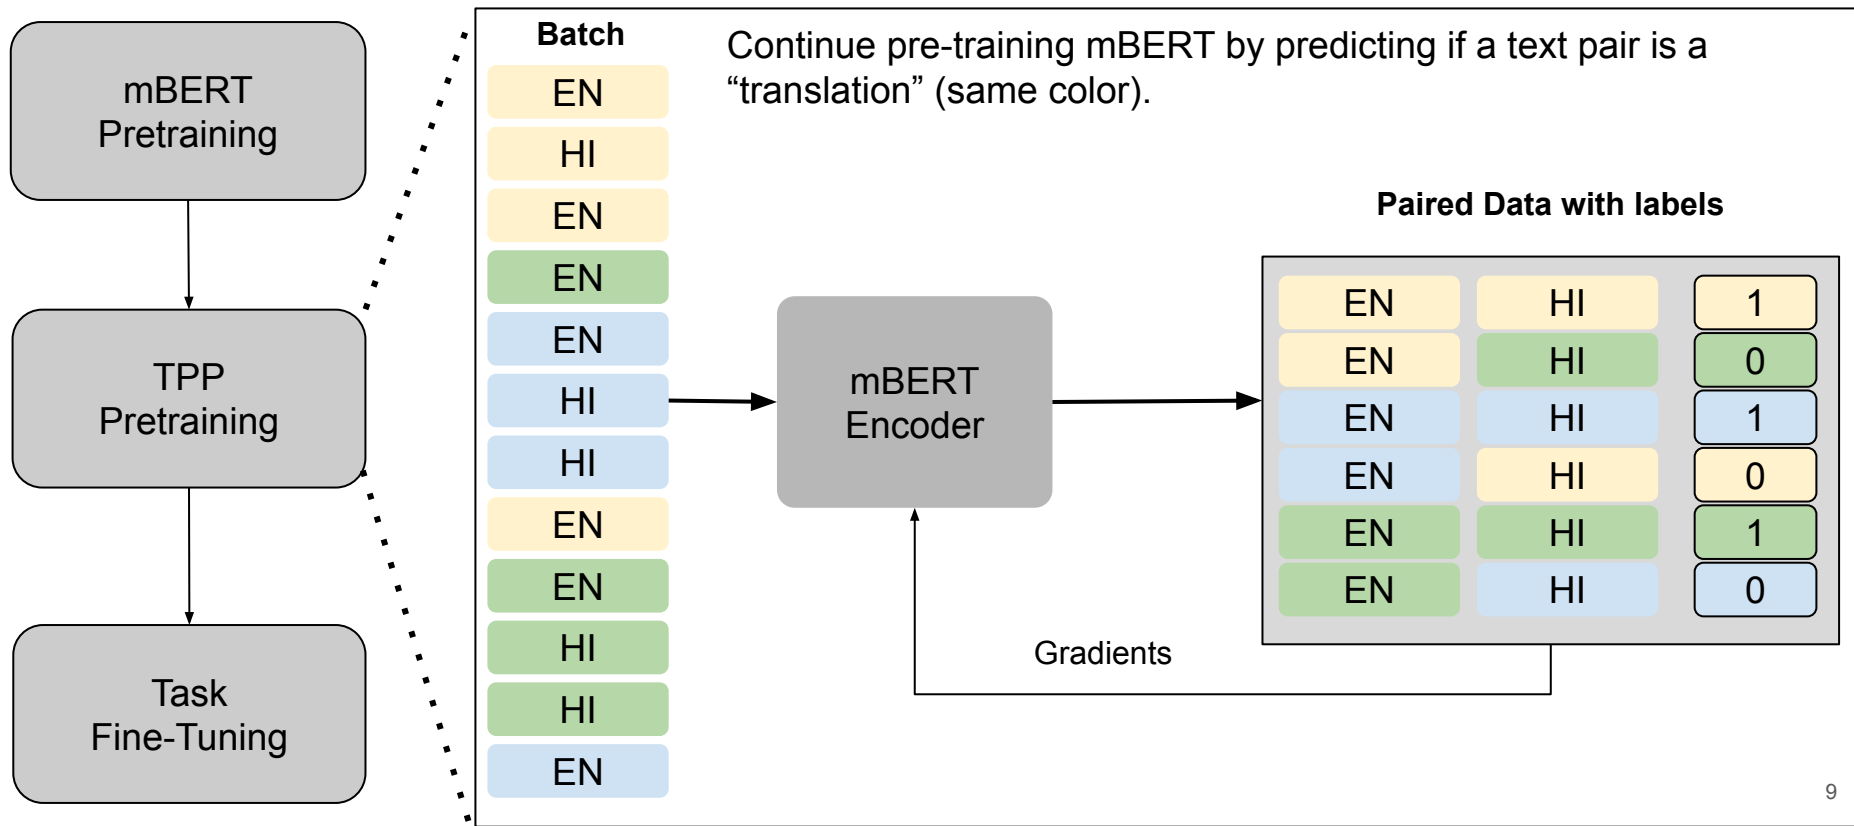 mBERT
Pretraining
TPP
Pretraining
Task
Fine-Tuning
Batch
EN
HI
EN
EN
EN
HI
HI
EN
EN
HI
HI
EN
Continue pre-training mBERT by predicting if a text pair is a
“translation” (same color).
mBERT
Encoder
Gradients
Paired Data with labels
EN HI 1
EN HI 0
EN HI 1
EN HI 0
EN HI 1
EN HI 0
9